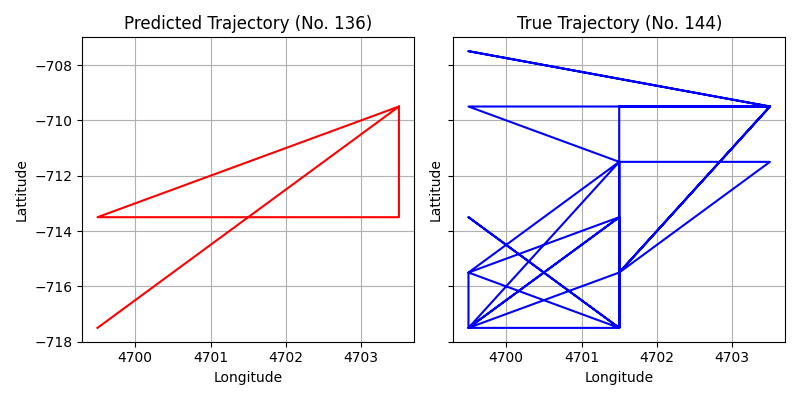 Predicted Trajectory (No. 136)
True Trajectory (No. 144)
Lattitude
−708
−710
−712
−714
−716
−718
4700
4701
4702
4703
Longitude
Lattitude
4700
4701
4702
4703
Longitude